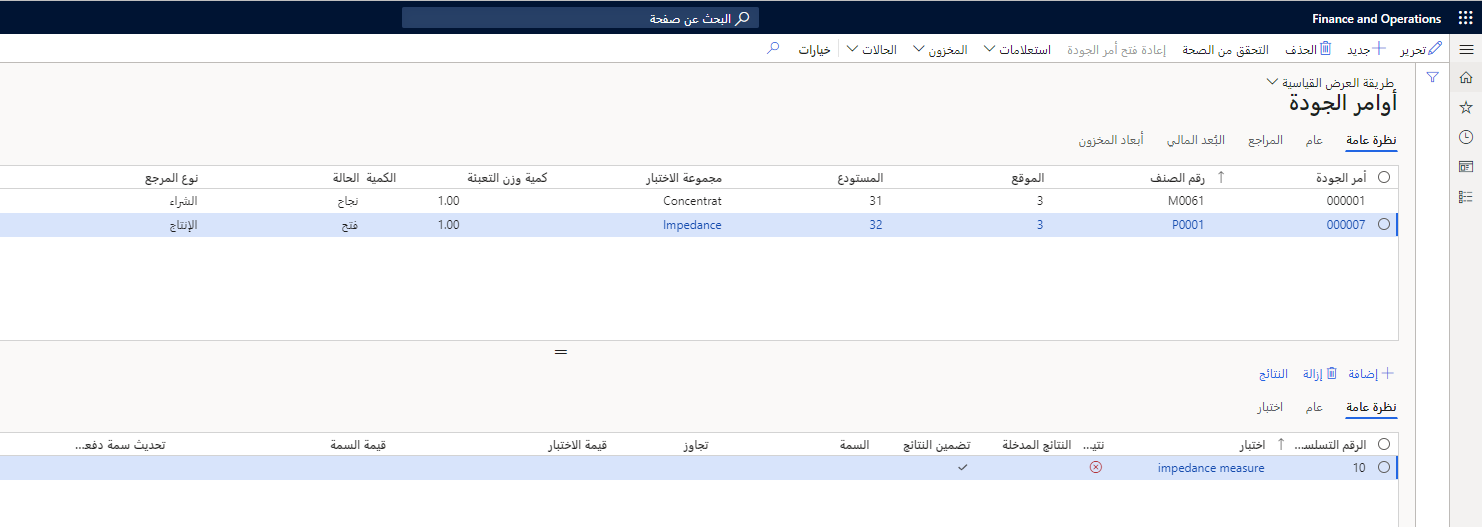 Finance and Operations
البحث عن صفحة
تحرير جديد الحذف التحقق من الصحة إعادة فتح أمر الجودة استعلامات المخزون الحالات خيارات
طريقة العرض القياسية
أوامر الجودة
نظرة عامة عام المراجع البُعد المالي أبعاد المخزون
أمر الجودة رقم الصنف الموقع المستودع مجموعة الاختبار كمية وزن التعبئة الكمية الحالة نوع المرجع
000001 M0061 3 31 Concentrat 1.00 نجاح الشراء
000007 P0001 3 32 Impedance 1.00 فتح الإنتاج
إضافة إزالة النتائج
نظرة عامة عام اختبار
الرقم التسلسـ... اختبار نتيـ... النتائج المدخلة تضمين النتائج السمة تجاوز قيمة الاختبار قيمة السمة تحديث سمة دفعـ...
10 impedance measure